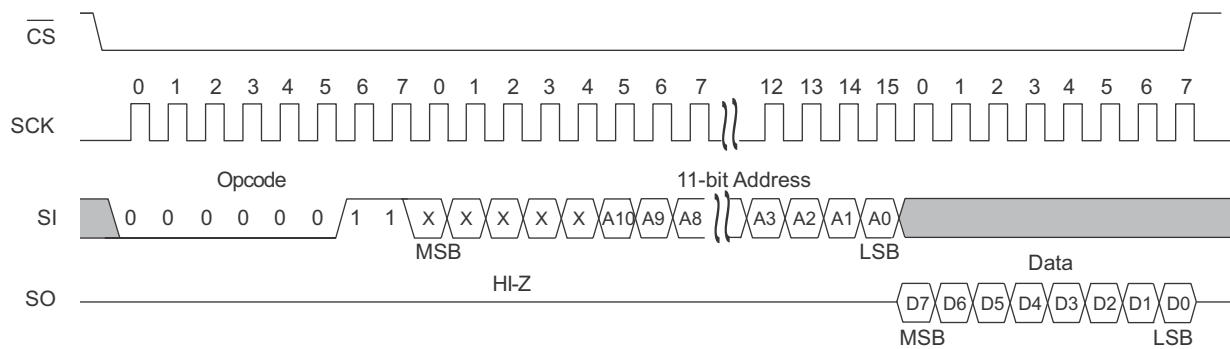 CS
0 1 2 3 4 5 6 7 0 1 2 3 4 5 6 7 12 13 14 15 0 1 2 3 4 5 6 7
SCK
Opcode 11-bit Address
SI 0 0 0 0 0 0 1 1 X X X X X A10 A9 A8 A3 A2 A1 A0
MSB LSB
HI-Z Data
SO D7 D6 D5 D4 D3 D2 D1 D0
MSB LSB